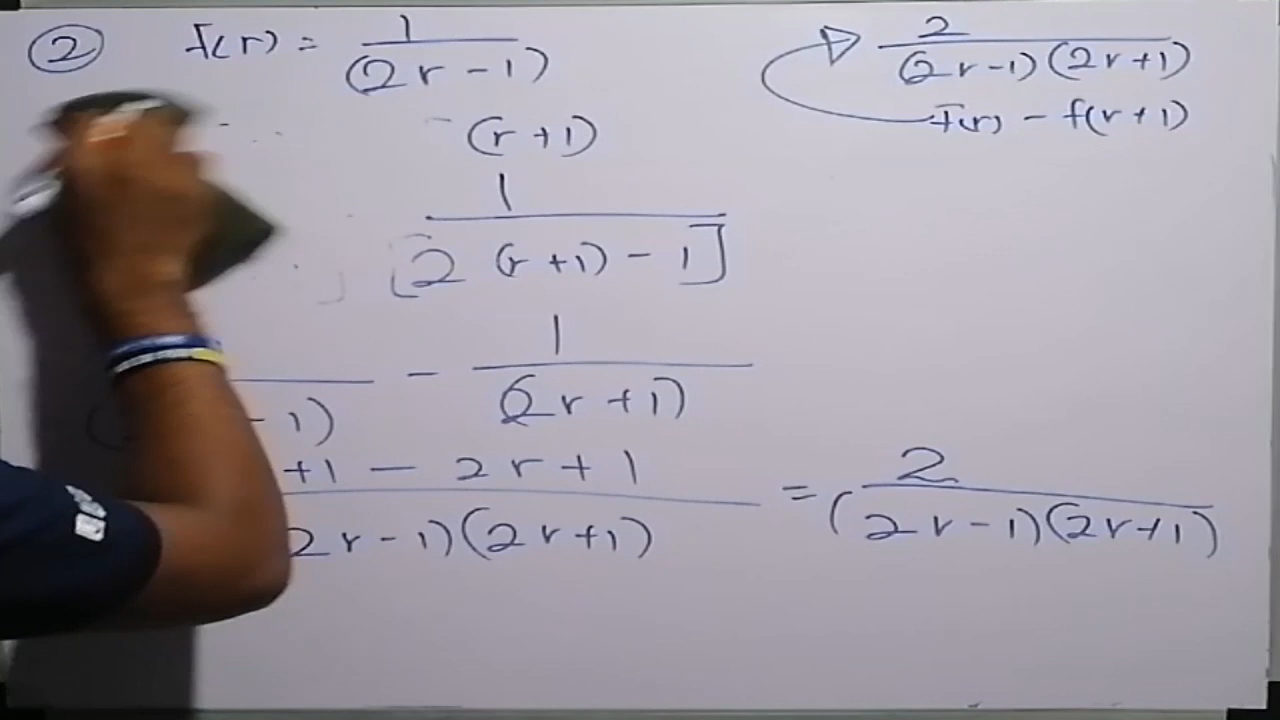 ② f(r) = 1/(2r - 1)
2/((2r-1)(2r+1))
f(r) - f(r+1)
(r+1)
1/[2 (r+1) - 1]
- 1) - 1/(2r+1)
+1 - 2r+1/2r-1)(2r+1) = 2/(2r-1)(2r+1)